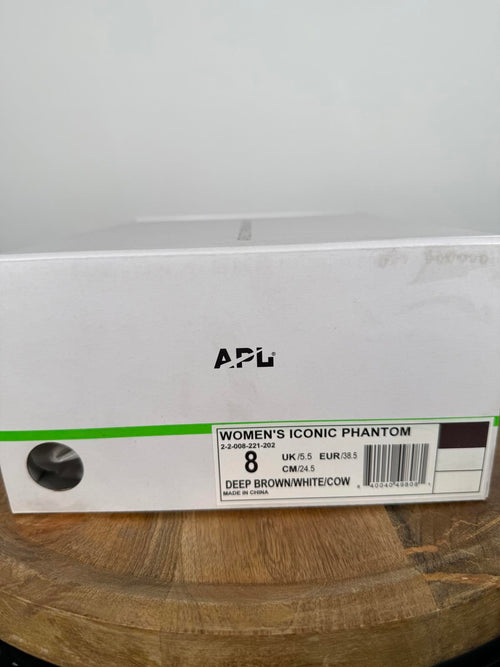 APL
WOMEN'S ICONIC PHANTOM
2-2-008-221-202
8
UK/5.5 EUR/38.5
CM/24.5
DEEP BROWN/WHITE/COW
MADE IN CHINA